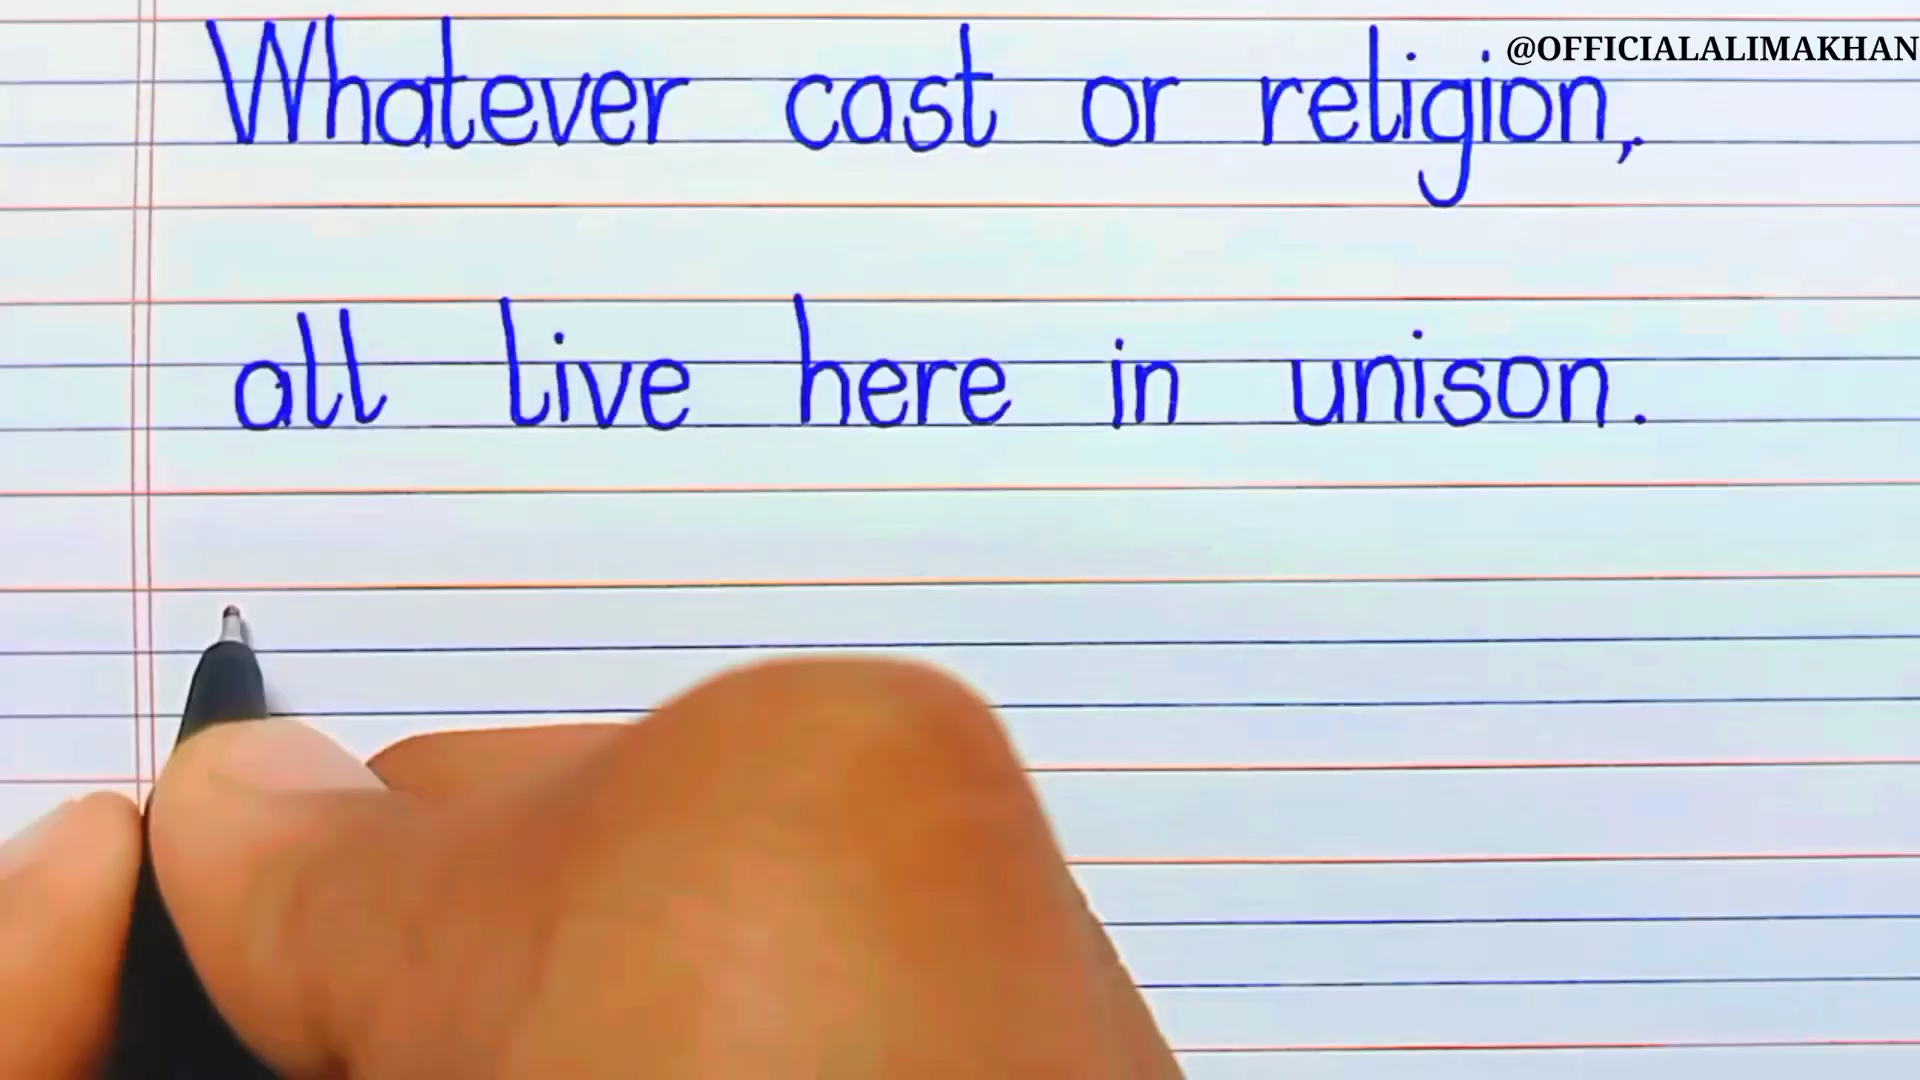 @OFFICIALALIMAKHAN
Whatever cast or religion,
all live here in unison.